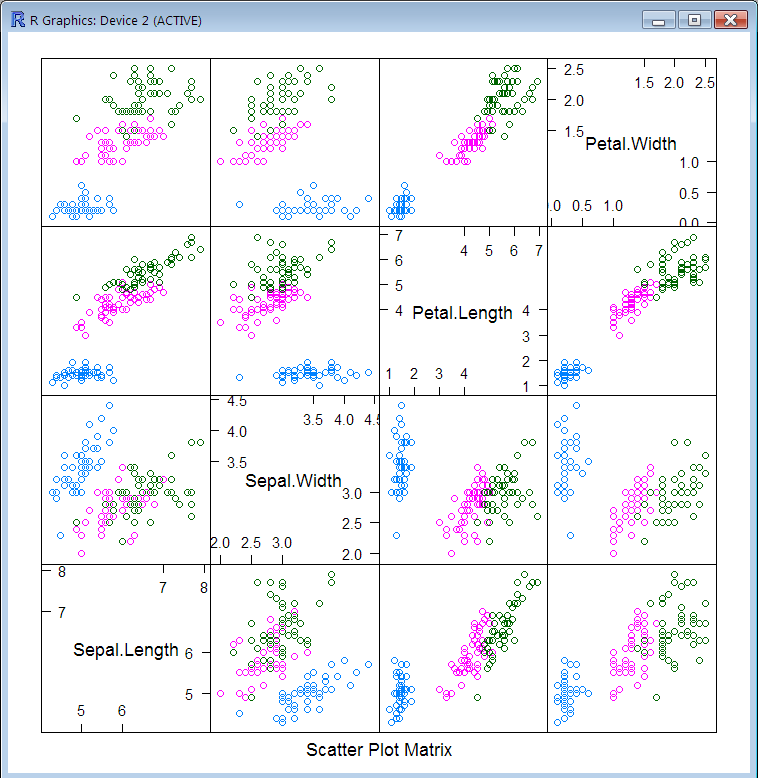 R Graphics: Device 2 (ACTIVE)
2.5
2.0
1.5
1.5 2.0 2.5
Petal.Width
1.0
0.5
0.0
0.0 0.5 1.0
7
6
5
4
4 5 6 7
Petal.Length
4
3
2
1
1 2 3 4
4.5
4.0
3.5
3.5 4.0 4.5
Sepal.Width
3.0
2.5
2.0
2.0 2.5 3.0
8
7
7 8
Sepal.Length
6
5
5 6
Scatter Plot Matrix